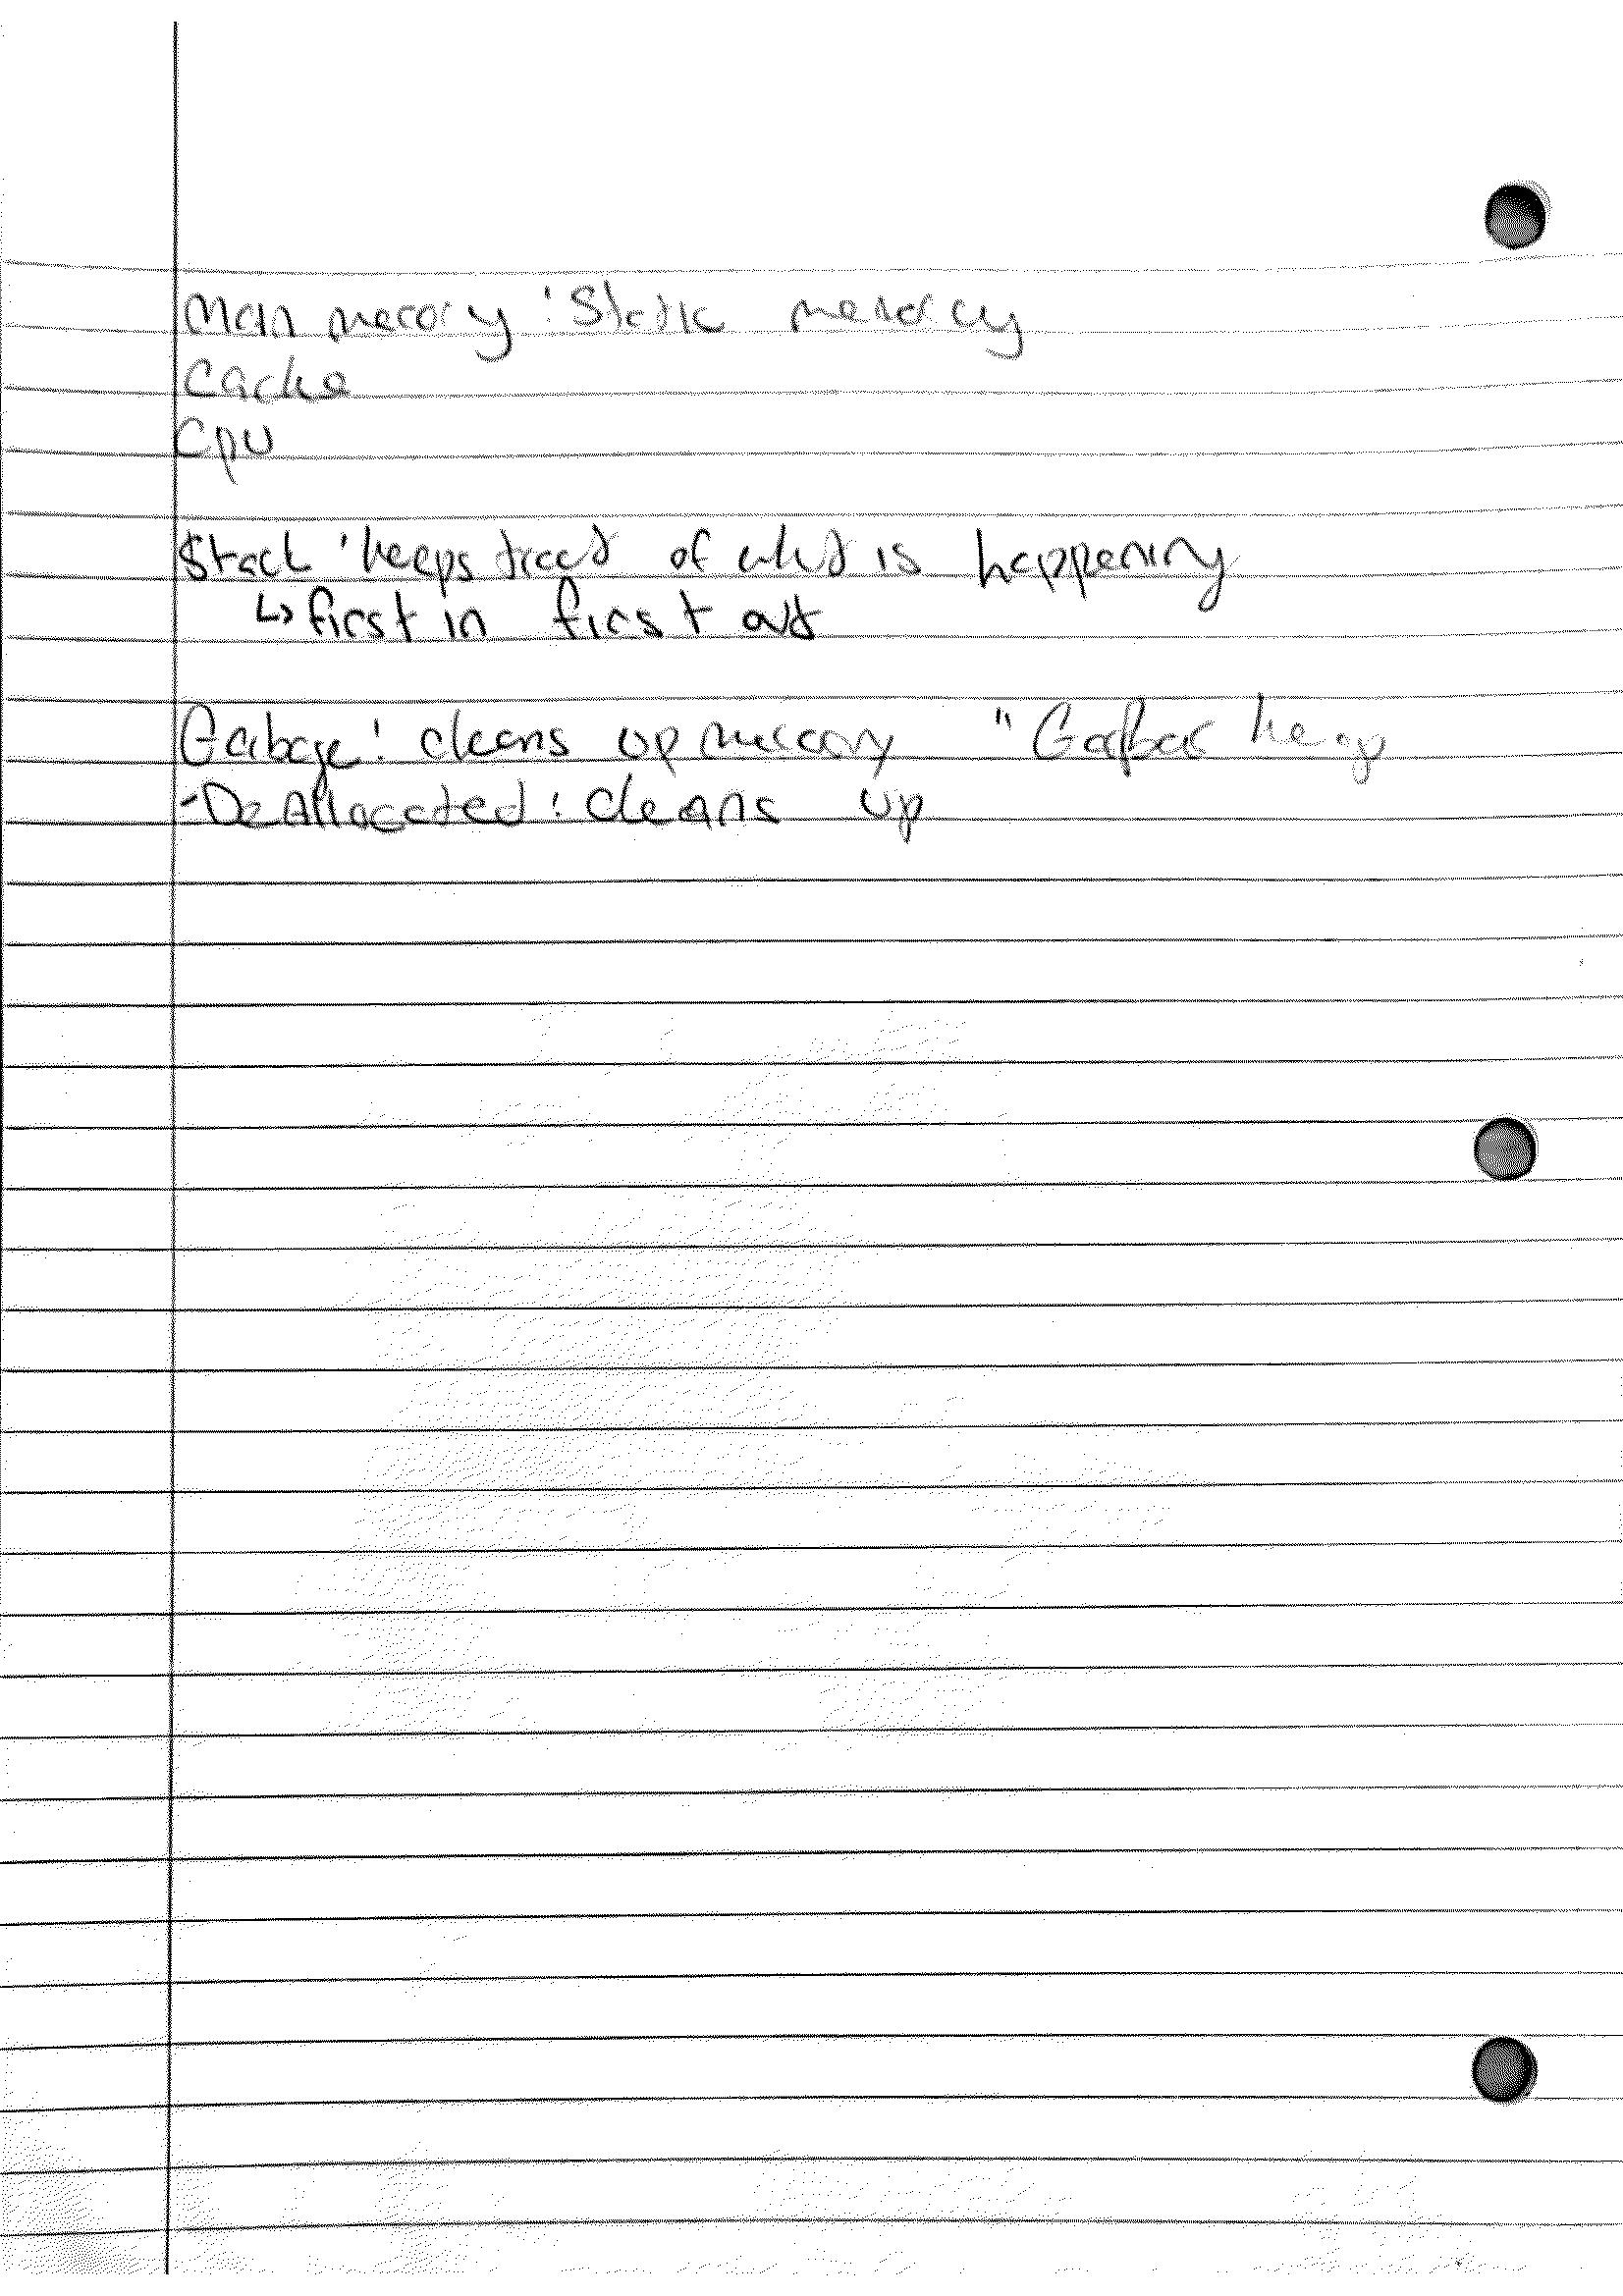 Main memory : Static memory
Cache
Cpu
Stack : keeps track of what is happening
↳ first in first out
Garbage : cleans up memory " heap
- DeAllocated : cleans up